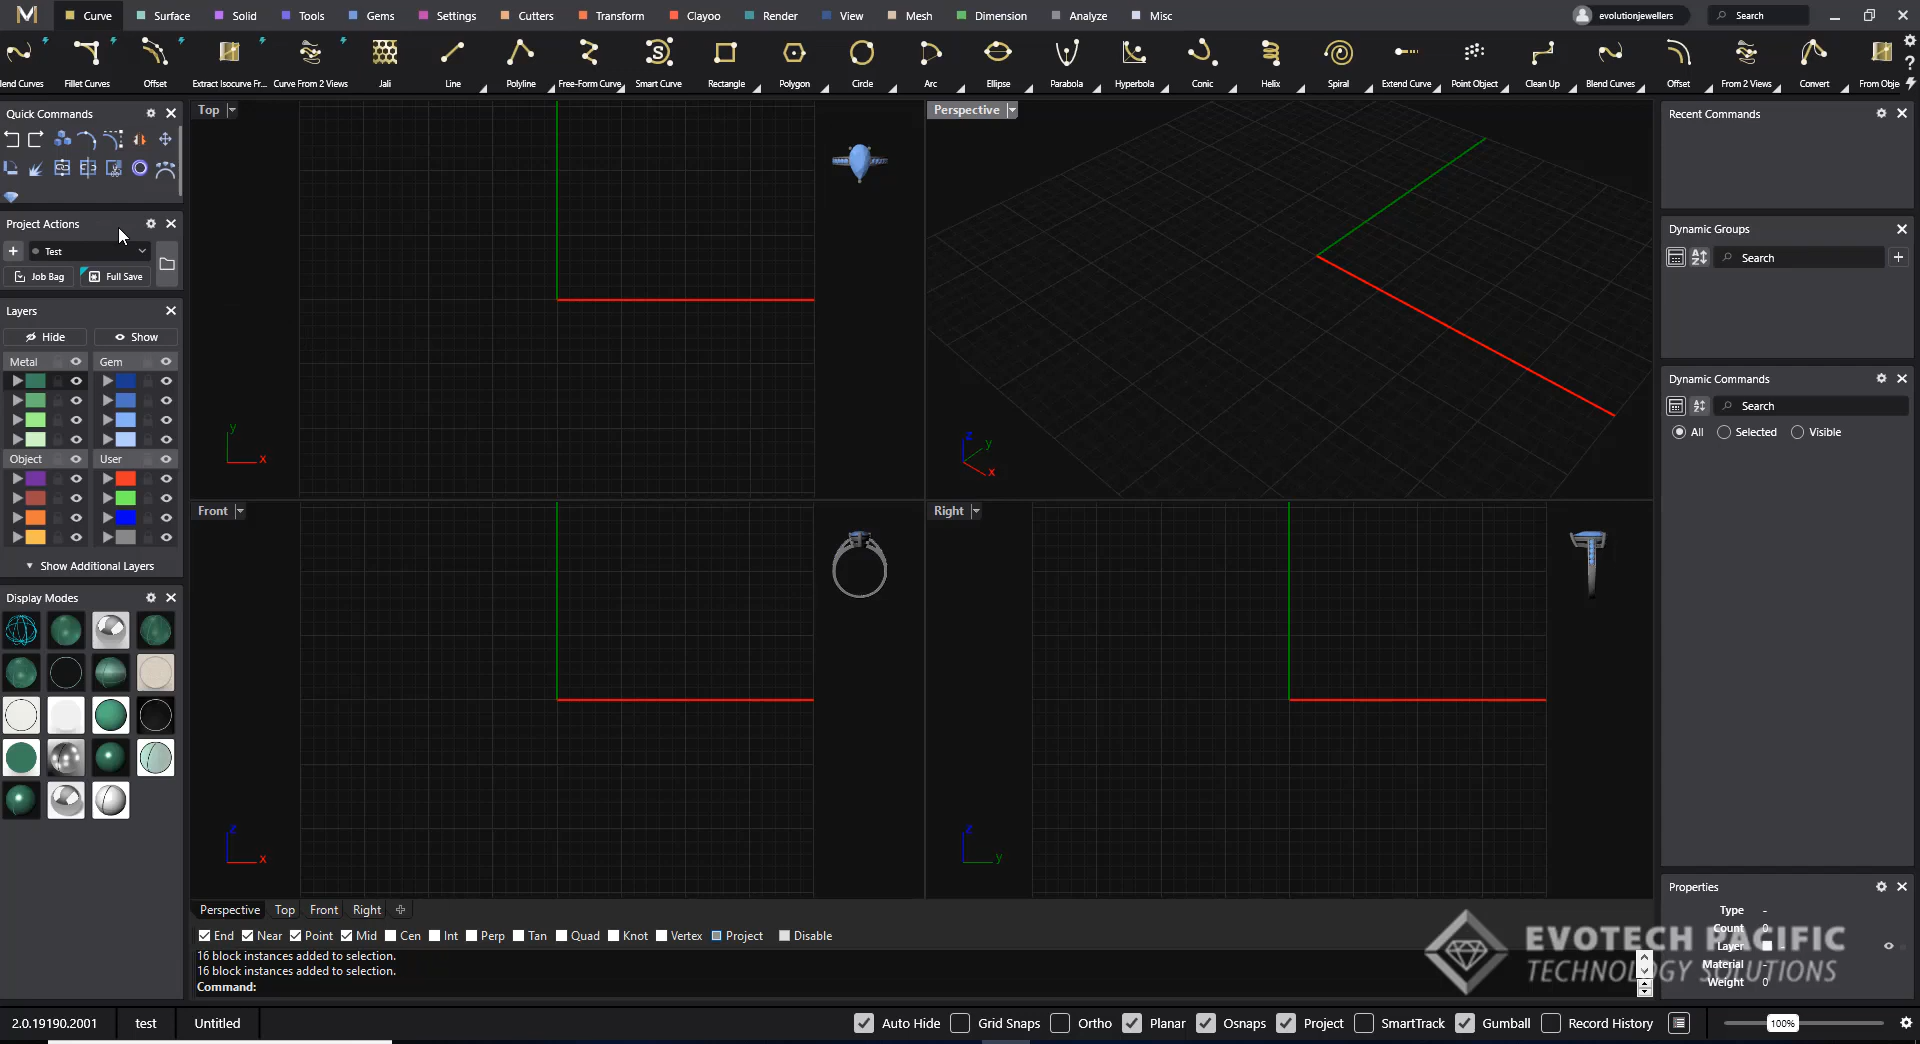 Curve Surface Solid Tools Gems Settings Cutters Transform Clayoo Render View Mesh Dimension Analyze Misc evolutionjewellers Search
lend Curves Fillet Curves Offset Extract Isocurve Fr... Curve From 2 Views Jali Line Polyline Free-Form Curve Smart Curve Rectangle Polygon Circle Arc Ellipse Parabola Hyperbola Conic Helix Spiral Extend Curve Point Object Clean Up Blend Curves Offset From 2 Views Convert From Obje
Quick Commands
Project Actions
Test
Job Bag Full Save
Layers
Hide Show
Metal Gem
Object User
Show Additional Layers
Display Modes
Top
y
x
Perspective
z
y
x
Front
z
x
Right
z
y
Perspective Top Front Right
End Near Point Mid Cen Int Perp Tan Quad Knot Vertex Project Disable
16 block instances added to selection.
16 block instances added to selection.
Command:
Recent Commands
Dynamic Groups
Search
Dynamic Commands
Search
All Selected Visible
Properties
Type -
Count 0
Layer -
Material -
Weight 0
EVOTECH PACIFIC
TECHNOLOGY SOLUTIONS
2.0.19190.2001 test Untitled Auto Hide Grid Snaps Ortho Planar Osnaps Project SmartTrack Gumball Record History 100%